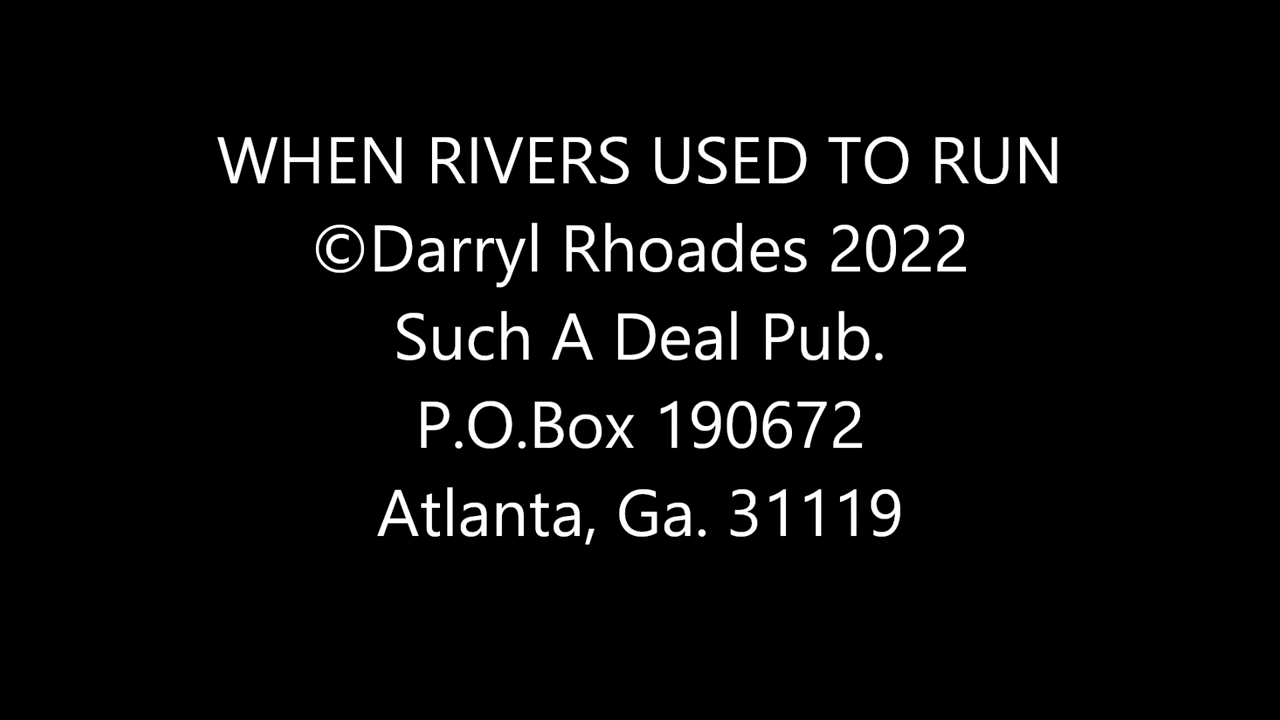 WHEN RIVERS USED TO RUN
©Darryl Rhoades 2022
Such A Deal Pub.
P.O.Box 190672
Atlanta, Ga. 31119